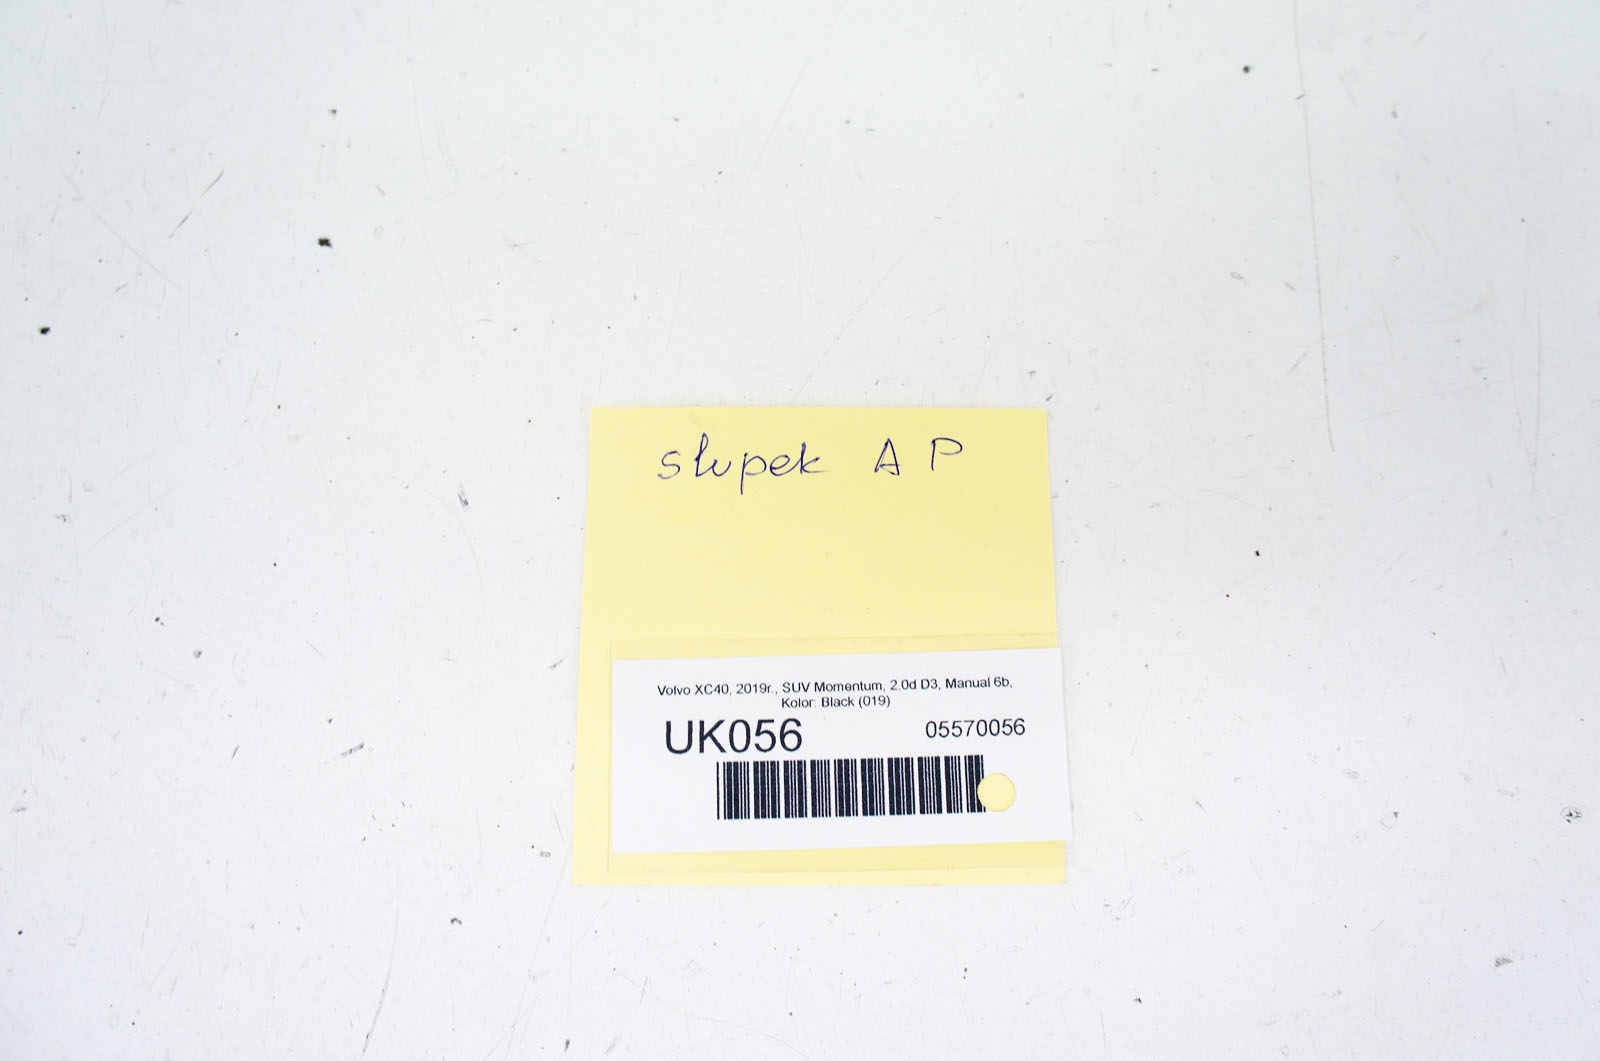 słupek A P
Volvo XC40, 2019r., SUV Momentum, 2.0d D3, Manual 6b,
Kolor: Black (019)
UK056 05570056